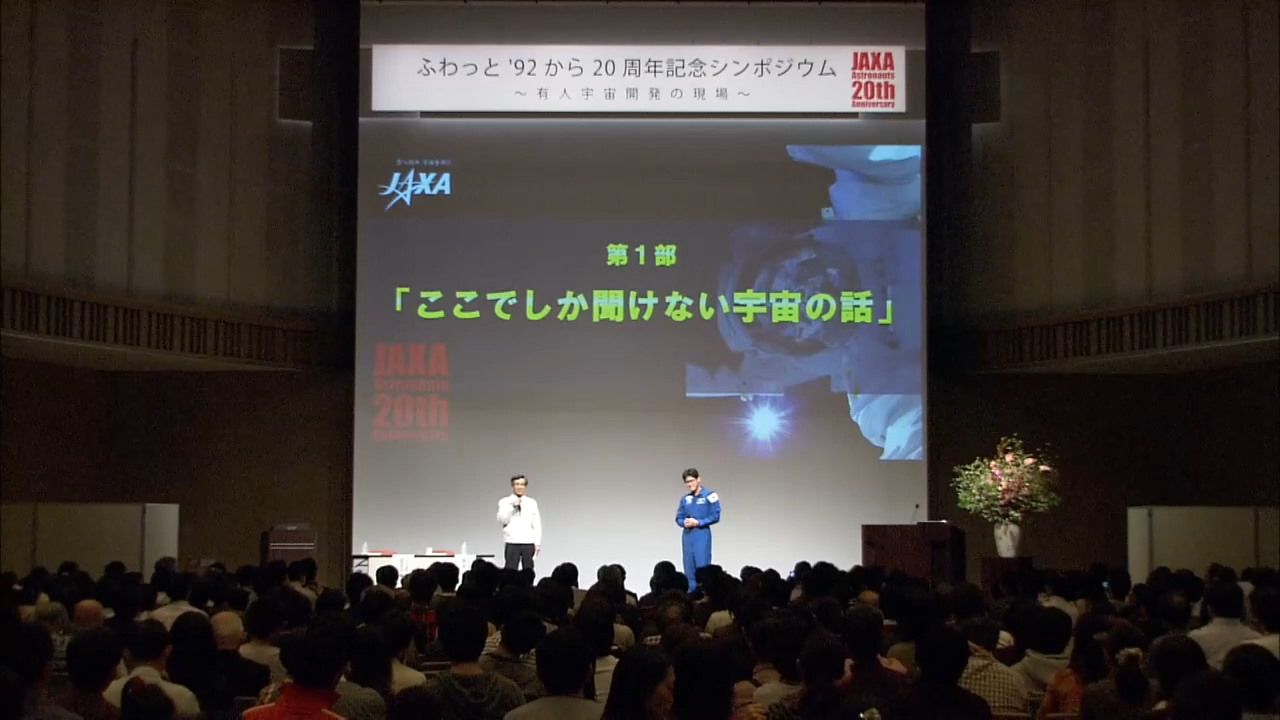 ふわっと '92 から 20 周年記念シンポジウム
～有人宇宙開発の現場～
JAXA
Astronauts
20th
Anniversary
JAXA
第1部
「ここでしか聞けない宇宙の話」
JAXA
Astronauts
20th
Anniversary